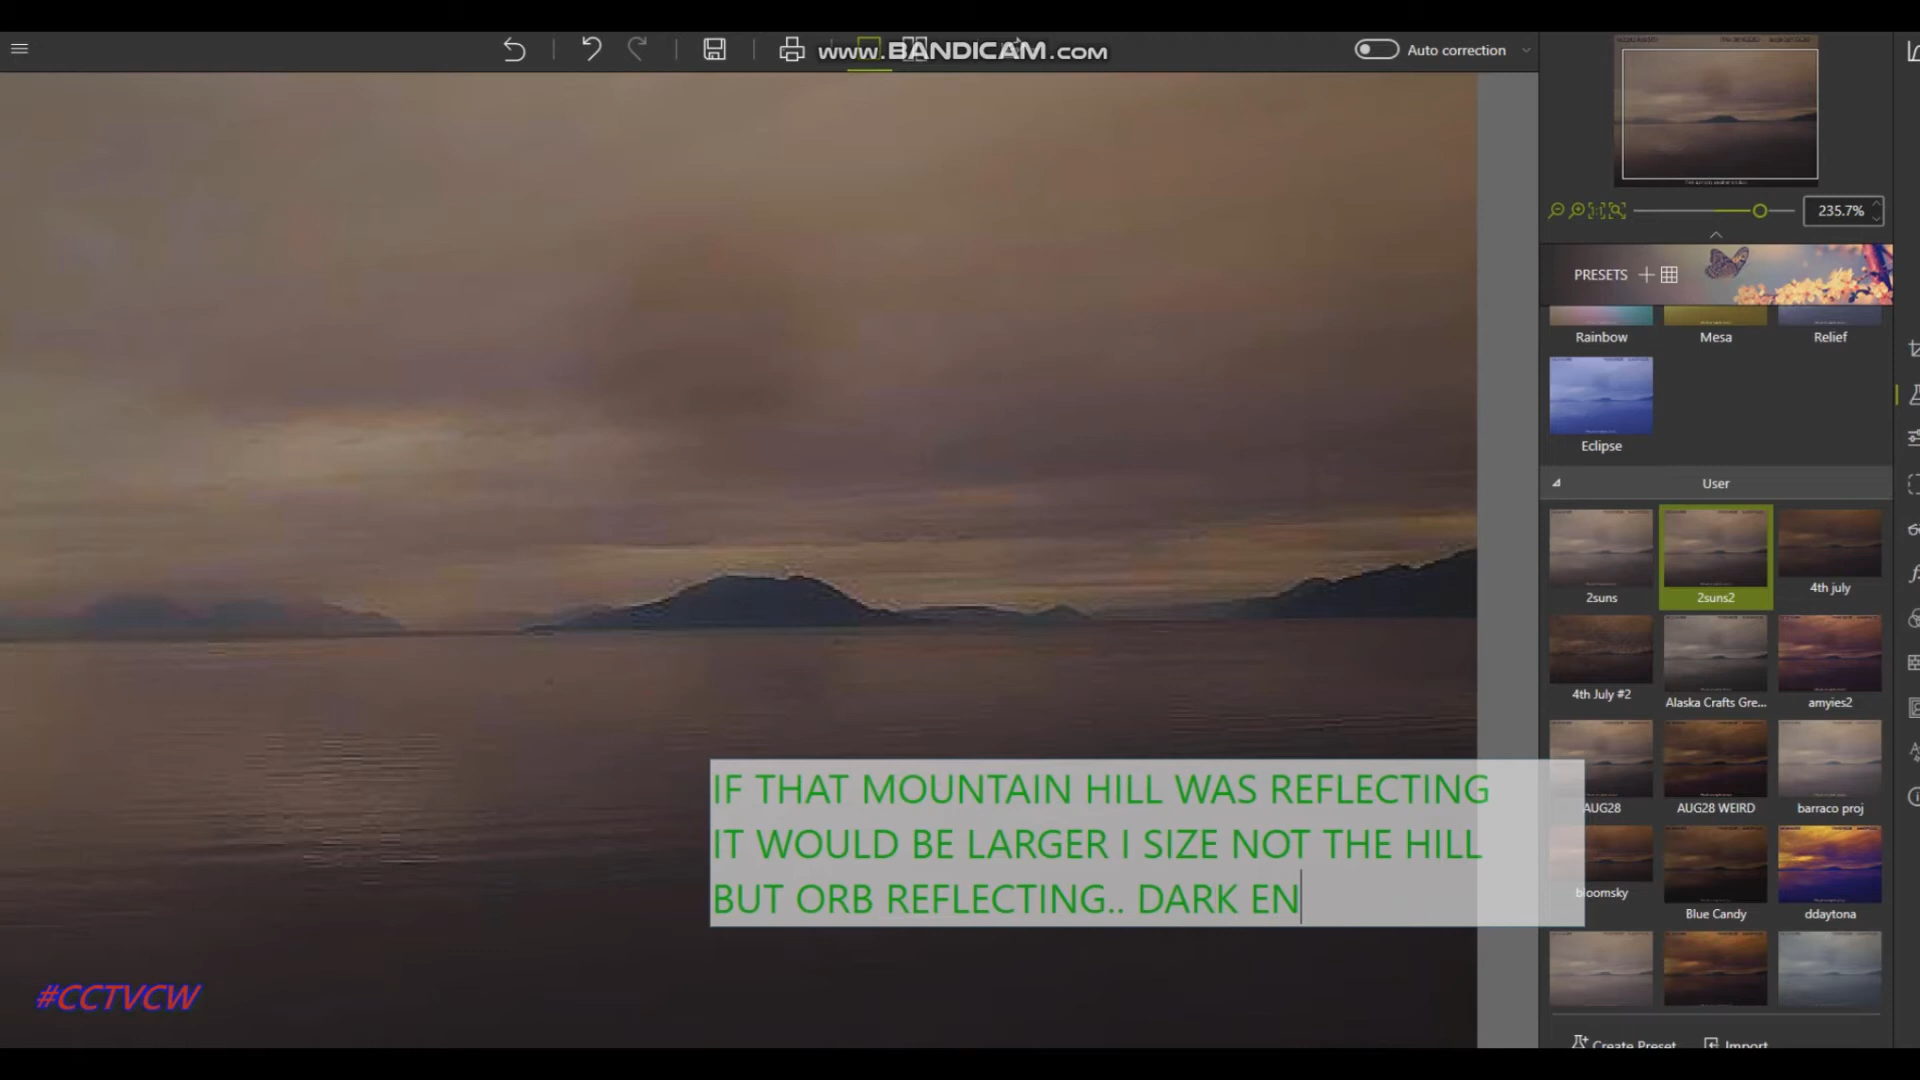 www.BANDICAM.com
Auto correction
235.7%
PRESETS
Rainbow
Mesa
Relief
Eclipse
User
2suns
2suns2
4th july
4th July #2
Alaska Crafts Gre...
amyies2
AUG28
AUG28 WEIRD
barraco proj
bloomsky
Blue Candy
ddaytona
Create Preset
Import
IF THAT MOUNTAIN HILL WAS REFLECTING
IT WOULD BE LARGER I SIZE NOT THE HILL
BUT ORB REFLECTING.. DARK EN
#CCTVCW